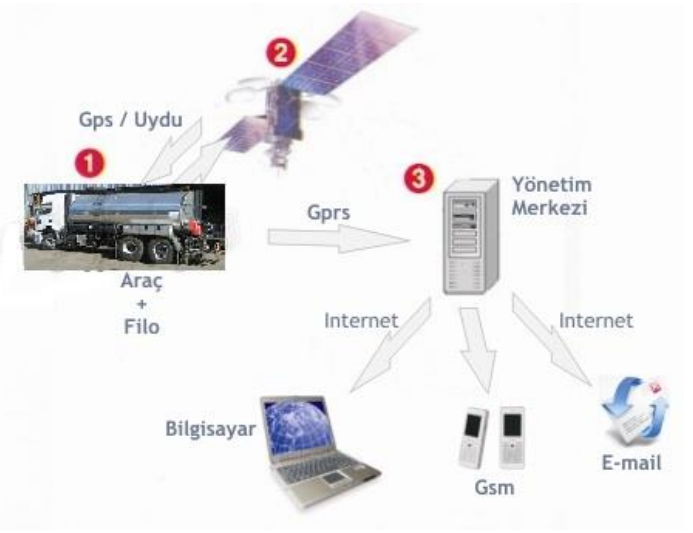 2
Gps / Uydu
1
3
Yönetim
Merkezi
Gprs
Araç
+
Filo
Internet
Internet
Bilgisayar
Gsm
E-mail